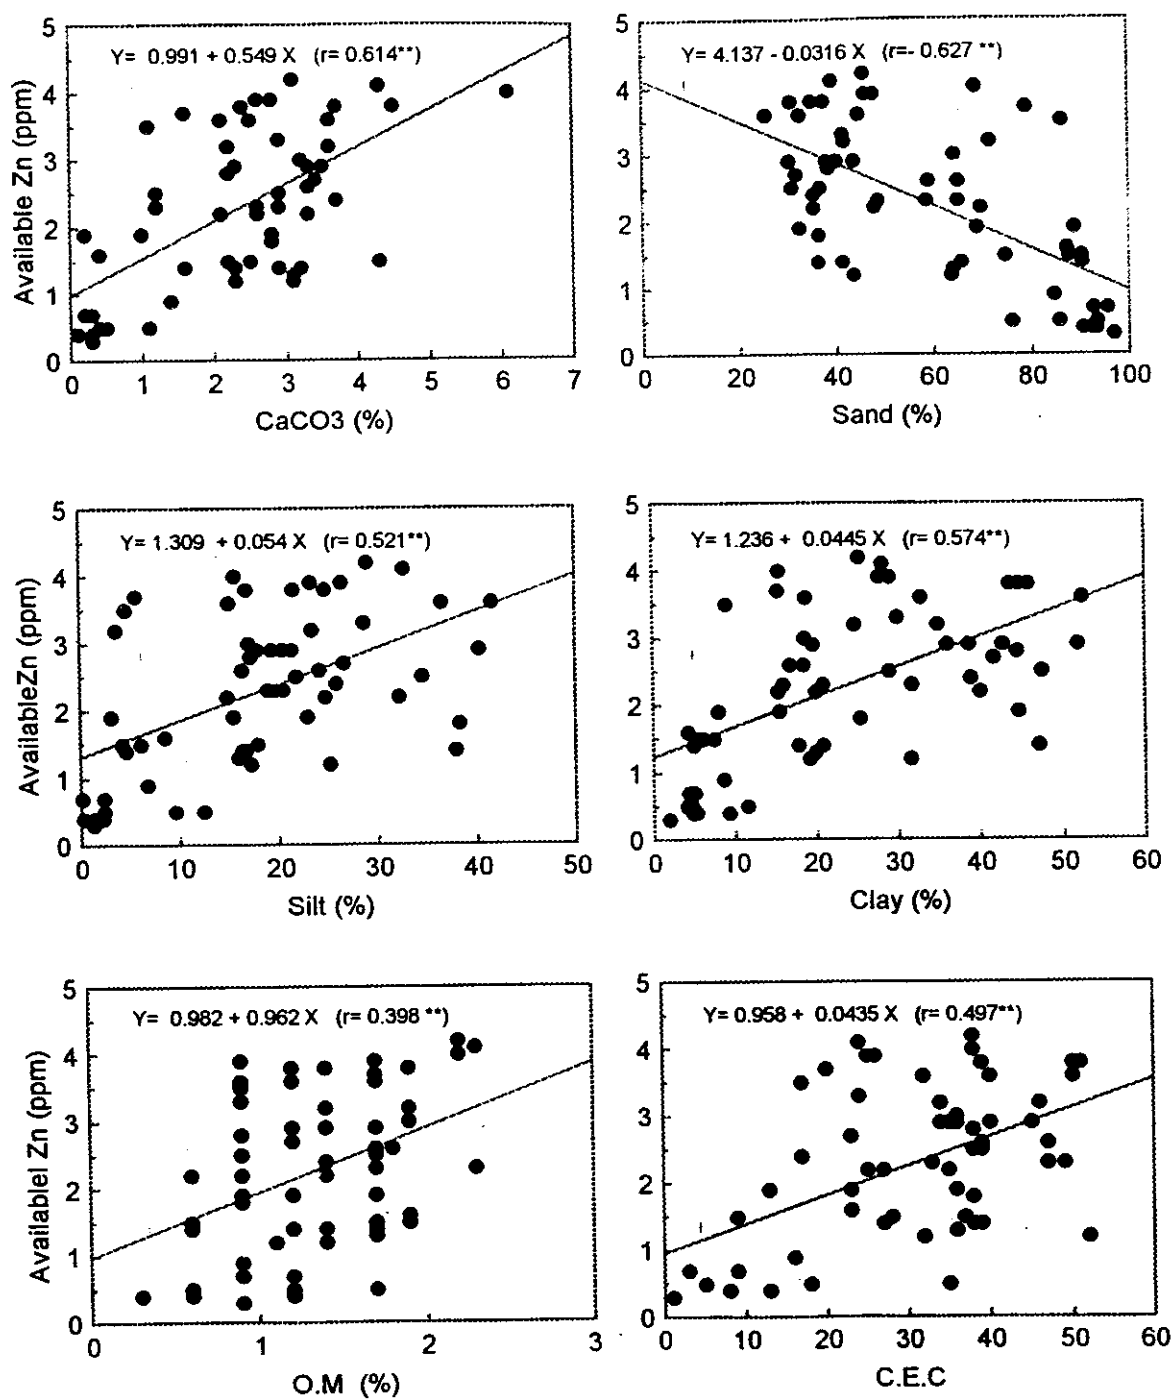 Y= 0.991 + 0.549 X (r= 0.614**)
Available Zn (ppm)
5
4
3
2
1
0
0 1 2 3 4 5 6 7
CaCO3 (%)
Y= 4.137 - 0.0316 X (r=- 0.627 **)
5
4
3
2
1
0
0 20 40 60 80 100
Sand (%)
Y= 1.309 + 0.054 X (r= 0.521**)
AvailableZn (ppm)
5
4
3
2
1
0
0 10 20 30 40 50
Silt (%)
Y= 1.236 + 0.0445 X (r= 0.574**)
5
4
3
2
1
0
0 10 20 30 40 50 60
Clay (%)
Y= 0.982 + 0.962 X (r= 0.398 **)
Availablel Zn (ppm)
5
4
3
2
1
0
0 1 2 3
O.M (%)
Y= 0.958 + 0.0435 X (r= 0.497**)
5
4
3
2
1
0
0 10 20 30 40 50 60
C.E.C